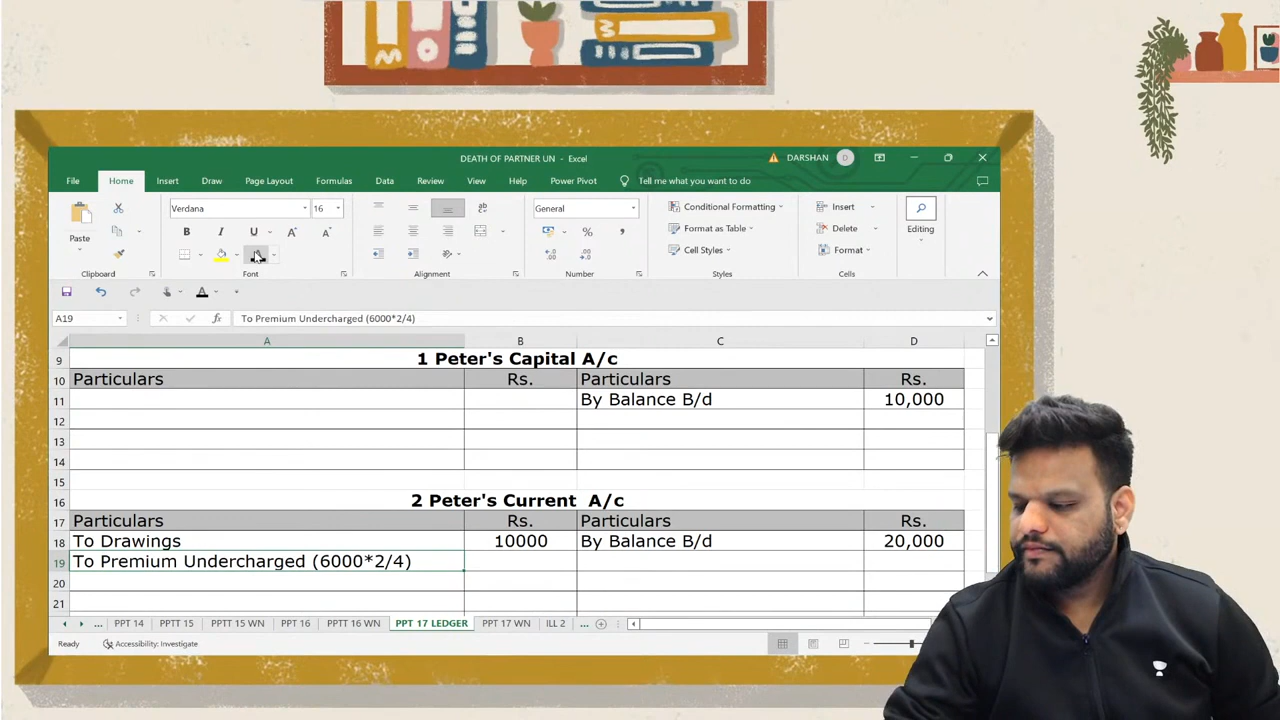 DEATH OF PARTNER UN - Excel
DARSHAN D
File Home Insert Draw Page Layout Formulas Data Review View Help Power Pivot Tell me what you want to do
Paste
Verdana 16
B I U A A
General
% ,
Conditional Formatting
Format as Table
Cell Styles
Insert
Delete
Format
Editing
Clipboard Font Alignment Number Styles Cells
A19 fx To Premium Undercharged (6000*2/4)
A B C D
9 1 Peter's Capital A/c
10 Particulars Rs. Particulars Rs.
11 By Balance B/d 10,000
12
13
14
15
16 2 Peter's Current A/c
17 Particulars Rs. Particulars Rs.
18 To Drawings 10000 By Balance B/d 20,000
19 To Premium Undercharged (6000*2/4)
20
21
... PPT 14 PPTT 15 PPTT 15 WN PPT 16 PPTT 16 WN PPT 17 LEDGER PPT 17 WN ILL 2 ...
Ready Accessibility: Investigate